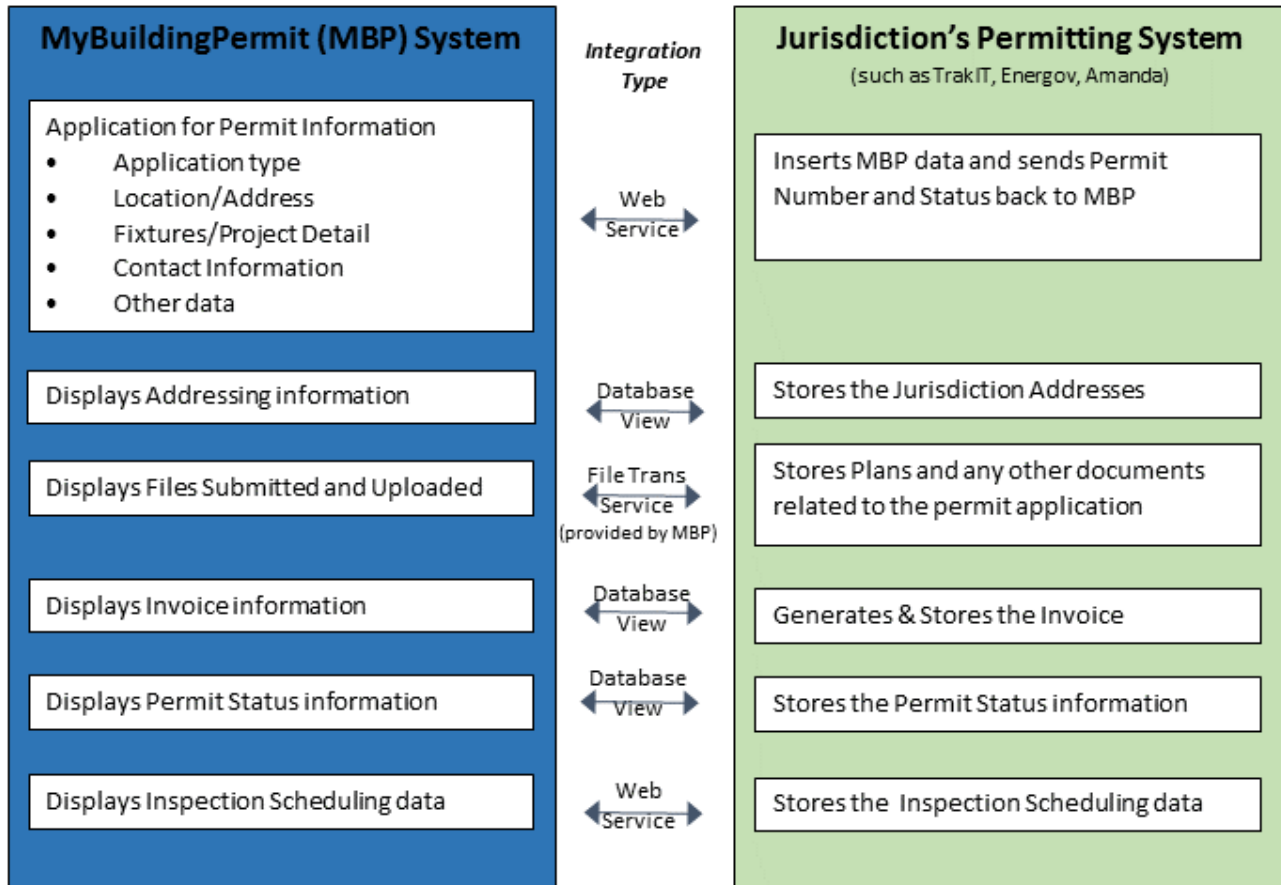 MyBuildingPermit (MBP) System
Integration
Type
Jurisdiction's Permitting System
(such as TrakIT, Energov, Amanda)
Application for Permit Information
• Application type
• Location/Address
• Fixtures/Project Detail
• Contact Information
• Other data
Web
Service
Inserts MBP data and sends Permit
Number and Status back to MBP
Displays Addressing information
Database
View
Stores the Jurisdiction Addresses
Displays Files Submitted and Uploaded
File Trans
Service
(provided by MBP)
Stores Plans and any other documents
related to the permit application
Displays Invoice information
Database
View
Generates & Stores the Invoice
Displays Permit Status information
Database
View
Stores the Permit Status information
Displays Inspection Scheduling data
Web
Service
Stores the Inspection Scheduling data